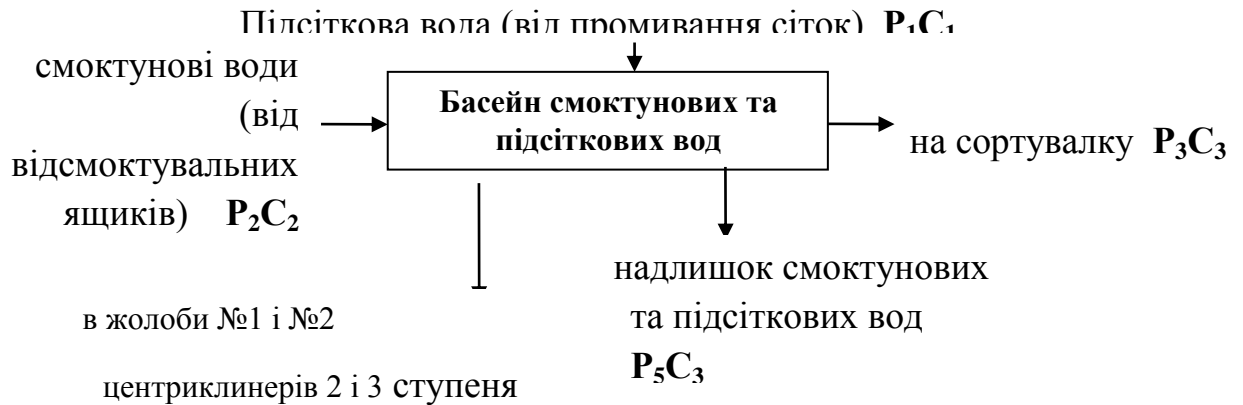 Підсіткова вода (від промивання сіток) P₁C₁
смоктунові води
(від
відсмоктувальних
ящиків) P₂C₂
Басейн смоктунових та
підсіткових вод
на сортувалку P₃C₃
надлишок смоктунових
та підсіткових вод
P₅C₃
в жолоби №1 і №2
центриклинерів 2 і 3 ступеня